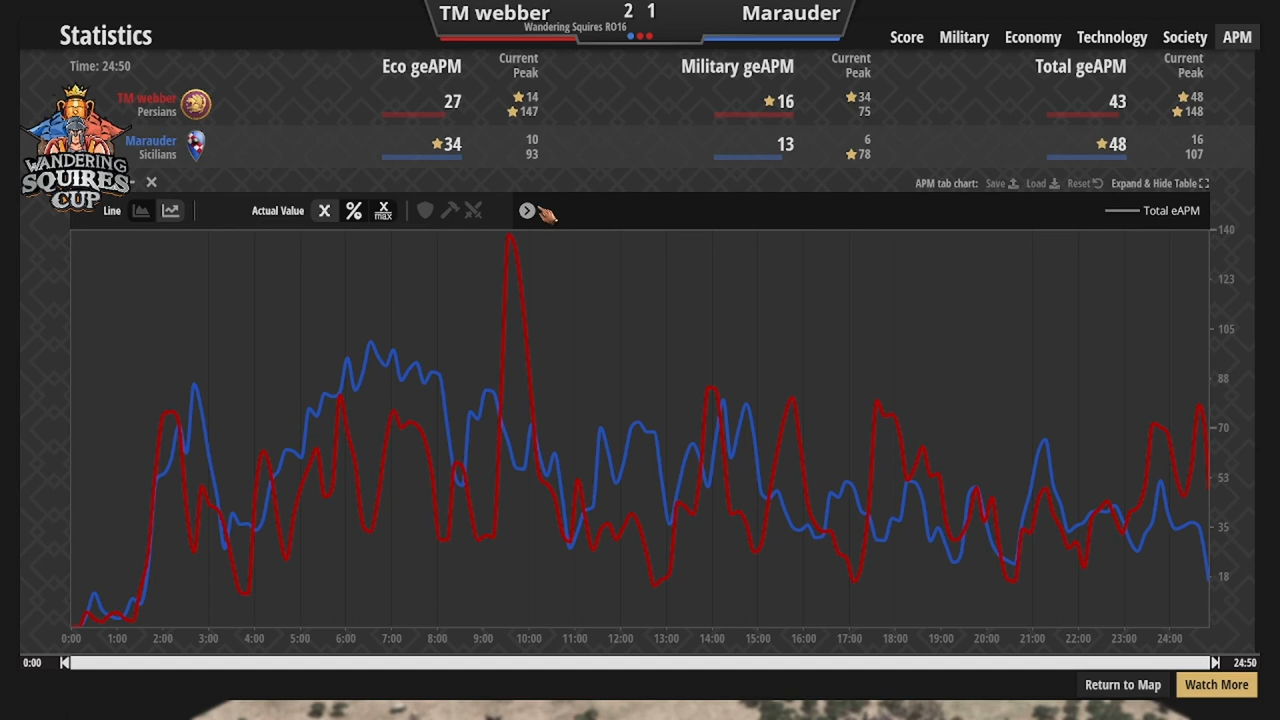 TM webber 2 1 Marauder
Wandering Squires RO16
Statistics
Score Military Economy Technology Society APM
Time: 24:50
Eco geAPM Current Peak Military geAPM Current Peak Total geAPM Current Peak
TM webber
Persians
27 14 147 16 34 75 43 48 148
Marauder
Sicilians
34 10 93 13 6 78 48 16 107
WANDERING
SQUIRES
CUP
APM tab chart: Save Load Reset Expand & Hide Table
Line Actual Value X % X max Total eAPM
140
123
105
88
70
53
35
18
0:00 1:00 2:00 3:00 4:00 5:00 6:00 7:00 8:00 9:00 10:00 11:00 12:00 13:00 14:00 15:00 16:00 17:00 18:00 19:00 20:00 21:00 22:00 23:00 24:00
0:00 24:50
Return to Map Watch More